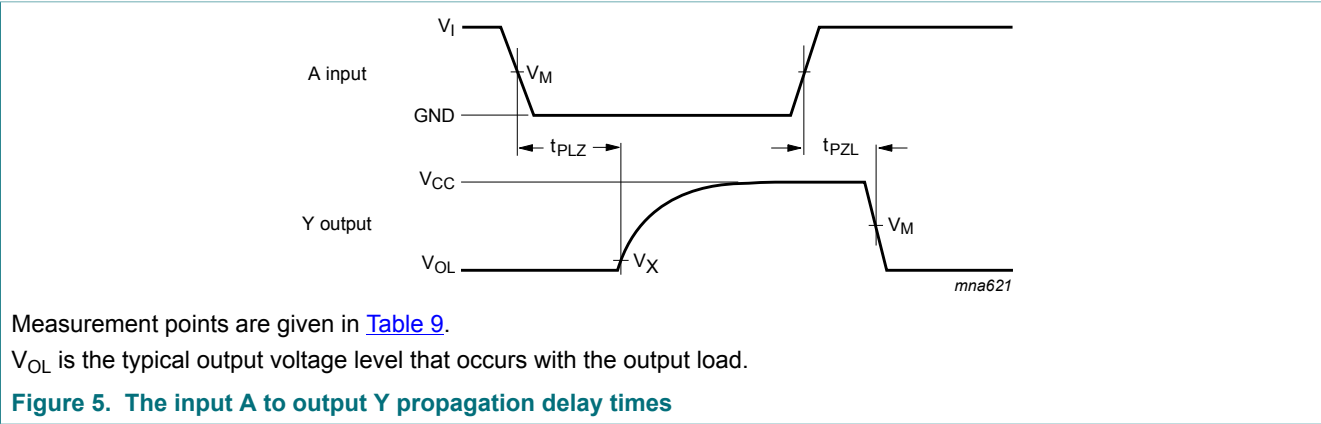 V_I
A input
V_M
GND
t_PLZ
t_PZL
V_CC
Y output
V_M
V_OL
V_X
mna621
Measurement points are given in Table 9.
V_OL is the typical output voltage level that occurs with the output load.
Figure 5. The input A to output Y propagation delay times